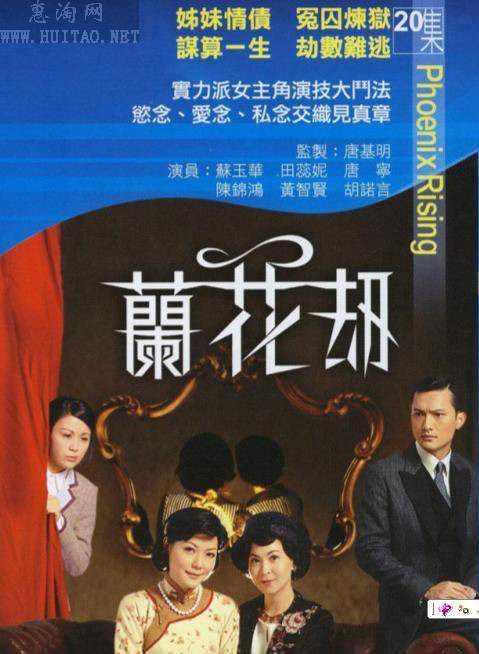 惠淘网
WWW.HUITAO.NET
姊妹情債 冤囚煉獄
謀算一生 劫數難逃
20集
Phoenix Rising
實力派女主角演技大鬥法
慾念、愛念、私念交織見真章
監製：唐基明
演員：蘇玉華 田蕊妮 唐寧
陳錦鴻 黃智賢 胡諾言
蘭花劫